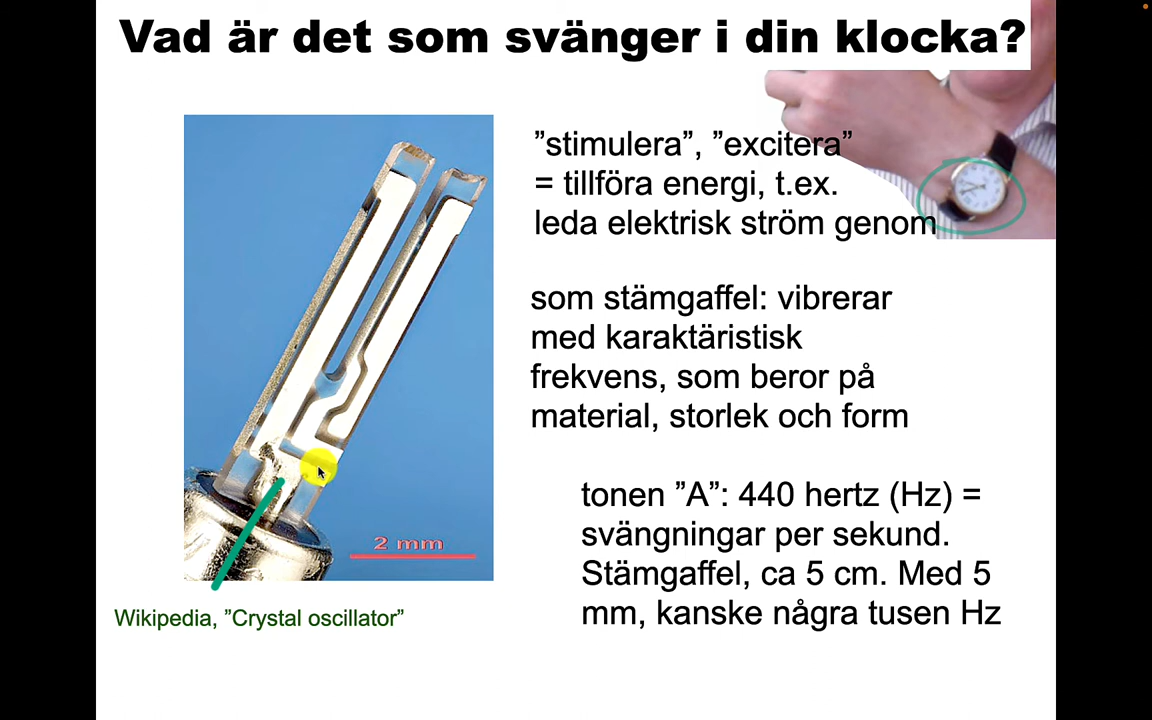 Vad är det som svänger i din klocka?
”stimulera”, ”excitera”
= tillföra energi, t.ex.
leda elektrisk ström genom
som stämgaffel: vibrerar
med karaktäristisk
frekvens, som beror på
material, storlek och form
tonen ”A”: 440 hertz (Hz) =
svängningar per sekund.
Stämgaffel, ca 5 cm. Med 5
mm, kanske några tusen Hz
2 mm
Wikipedia, ”Crystal oscillator”